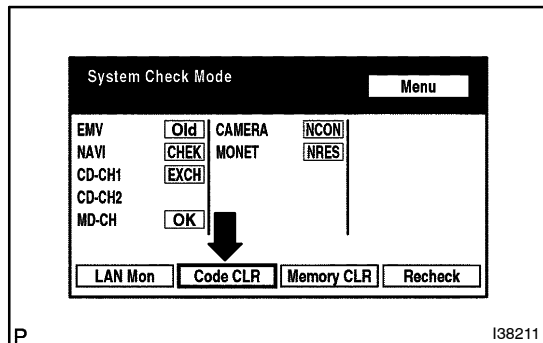 System Check Mode
Menu
EMV Old CAMERA NCON
NAVI CHEK MONET NRES
CD-CH1 EXCH
CD-CH2
MD-CH OK
LAN Mon Code CLR Memory CLR Recheck
P I38211